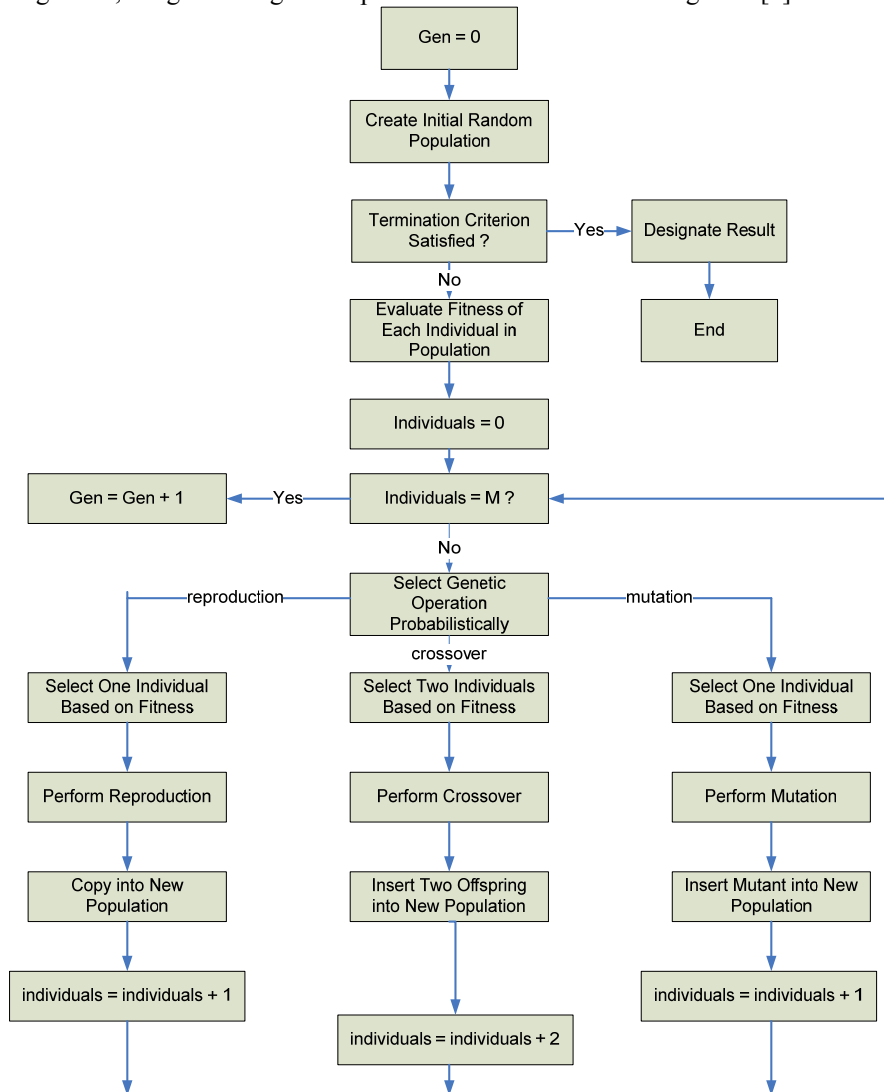 Gen = 0
Create Initial Random
Population
Termination Criterion
Satisfied ?
Yes
Designate Result
No
Evaluate Fitness of
Each Individual in
Population
End
Individuals = 0
Gen = Gen + 1
Yes
Individuals = M ?
No
Select Genetic
Operation
Probabilistically
reproduction
mutation
crossover
Select One Individual
Based on Fitness
Select Two Individuals
Based on Fitness
Select One Individual
Based on Fitness
Perform Reproduction
Perform Crossover
Perform Mutation
Copy into New
Population
Insert Two Offspring
into New Population
Insert Mutant into New
Population
individuals = individuals + 1
individuals = individuals + 2
individuals = individuals + 1